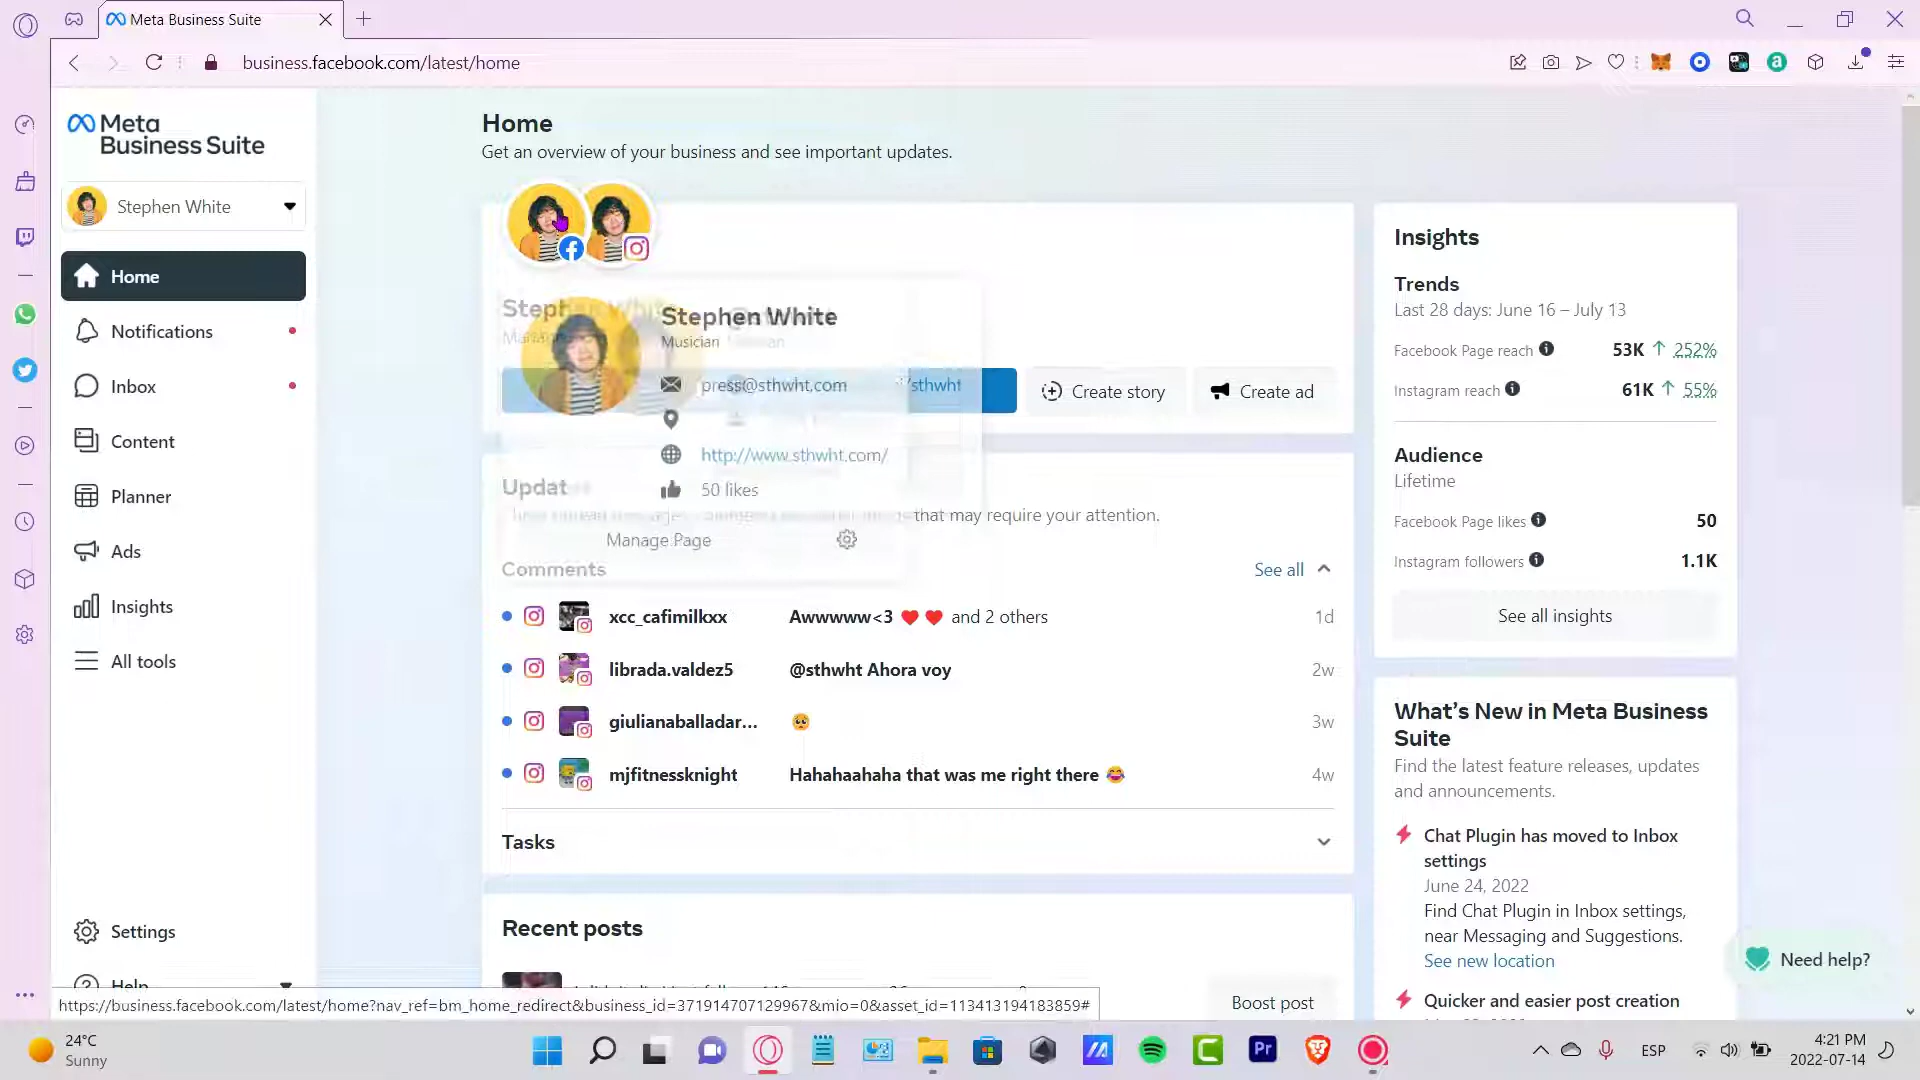 Meta Business Suite
business.facebook.com/latest/home
Meta
Business Suite
Stephen White
Home
Notifications
Inbox
Content
Planner
Ads
Insights
All tools
Settings
Help
Home
Get an overview of your business and see important updates.
Stephen White
Stephen White
Musician
press@sthwht.com
/sthwht
http://www.sthwht.com/
50 likes
Manage Page
Create story
Create ad
Updat
that may require your attention.
Comments
See all
xcc_cafimilkxx Awwwww<3 ❤️ ❤️ and 2 others 1d
librada.valdez5 @sthwht Ahora voy 2w
giulianaballadar... 🥺 3w
mjfitnessknight Hahahaahaha that was me right there 😂 4w
Tasks
Recent posts
Boost post
Insights
Trends
Last 28 days: June 16 – July 13
Facebook Page reach 53K ↑ 252%
Instagram reach 61K ↑ 55%
Audience
Lifetime
Facebook Page likes 50
Instagram followers 1.1K
See all insights
What's New in Meta Business
Suite
Find the latest feature releases, updates
and announcements.
Chat Plugin has moved to Inbox
settings
June 24, 2022
Find Chat Plugin in Inbox settings,
near Messaging and Suggestions.
See new location
Quicker and easier post creation
Need help?
https://business.facebook.com/latest/home?nav_ref=bm_home_redirect&business_id=371914707129967&mio=0&asset_id=113413194183859#
24°C
Sunny
Pr
ESP
4:21 PM
2022-07-14